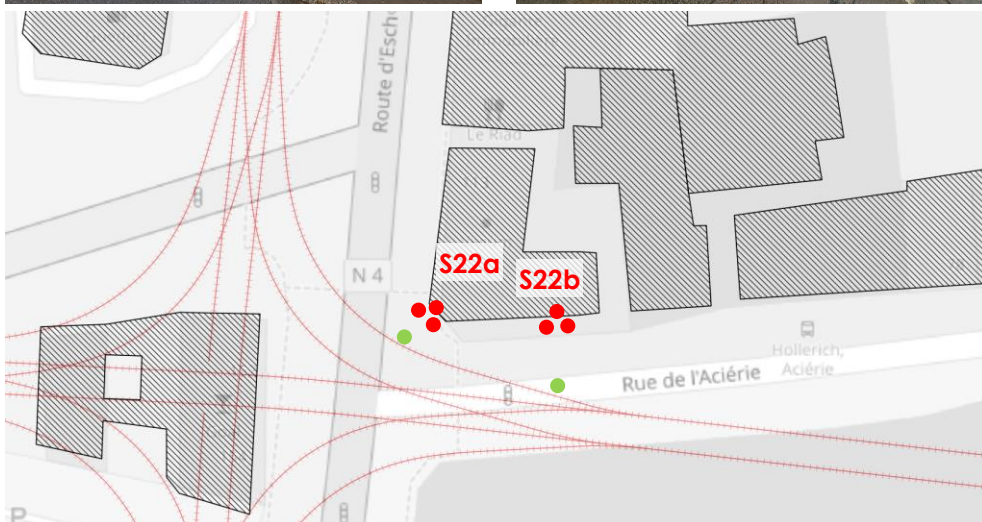 Route d'Esch
Le Riad
S22a
S22b
N 4
Hollerich,
Aciérie
Rue de l'Aciérie
P